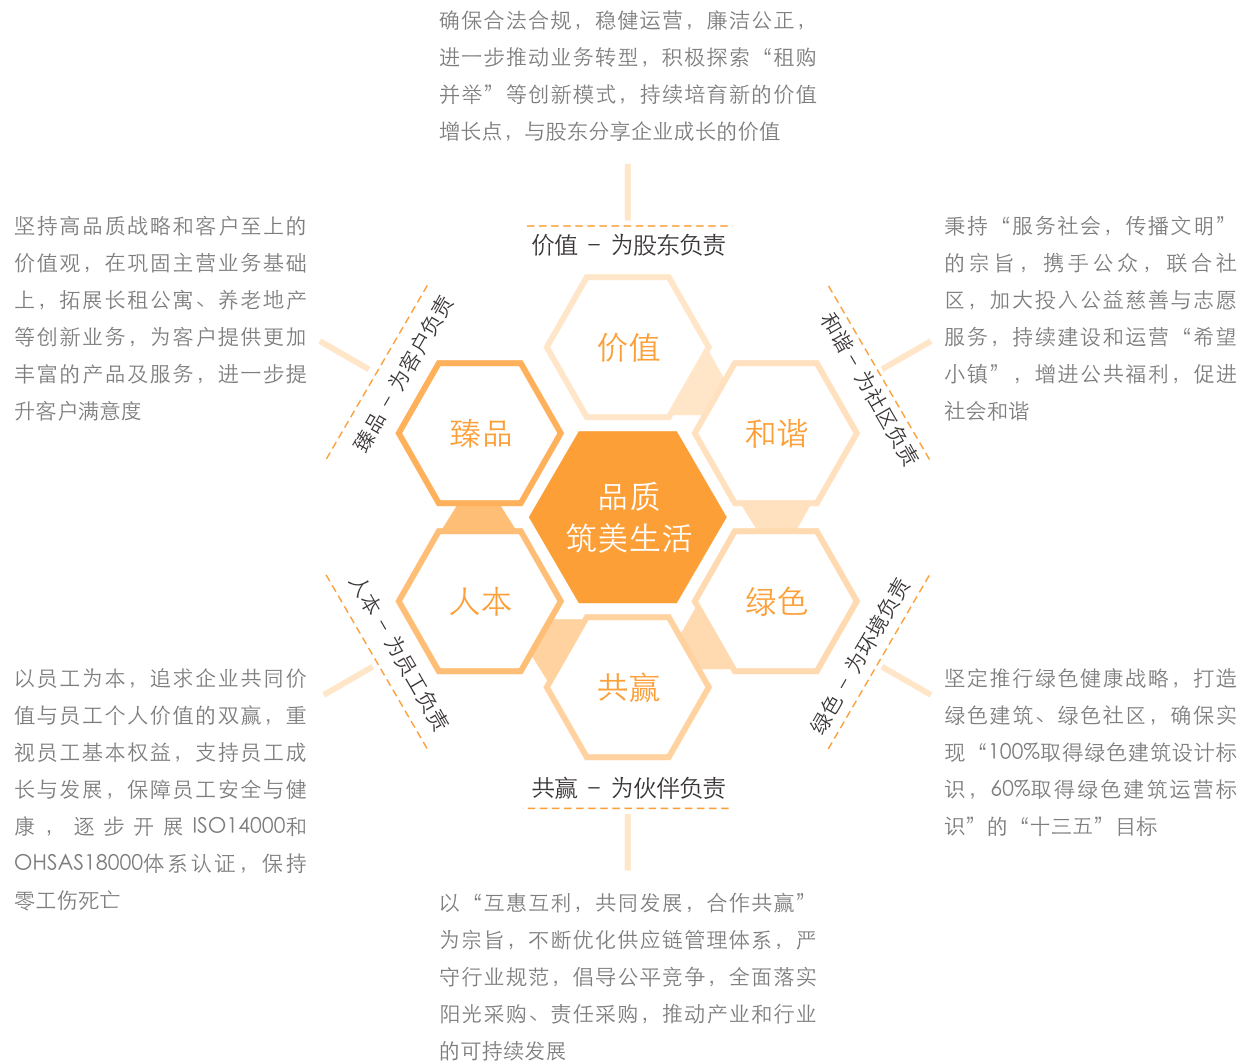 确保合法合规，稳健运营，廉洁公正，
进一步推动业务转型，积极探索“租购
并举”等创新模式，持续培育新的价值
增长点，与股东分享企业成长的价值
价值 - 为股东负责
价值
坚持高品质战略和客户至上的
价值观，在巩固主营业务基础
上，拓展长租公寓、养老地产
等创新业务，为客户提供更加
丰富的产品及服务，进一步提
升客户满意度
臻品 - 为客户负责
臻品
秉持“服务社会，传播文明”
的宗旨，携手公众，联合社
区，加大投入公益慈善与志愿
服务，持续建设和运营“希望
小镇”，增进公共福利，促进
社会和谐
和谐 - 为社区负责
和谐
品质
筑美生活
人本
人本 - 为员工负责
以员工为本，追求企业共同价
值与员工个人价值的双赢，重
视员工基本权益，支持员工成
长与发展，保障员工安全与健
康，逐步开展ISO14000和
OHSAS18000体系认证，保持
零工伤死亡
绿色
绿色 - 为环境负责
坚定推行绿色健康战略，打造
绿色建筑、绿色社区，确保实
现“100%取得绿色建筑设计标
识，60%取得绿色建筑运营标
识”的“十三五”目标
共赢
共赢 - 为伙伴负责
以“互惠互利，共同发展，合作共赢”
为宗旨，不断优化供应链管理体系，严
守行业规范，倡导公平竞争，全面落实
阳光采购、责任采购，推动产业和行业
的可持续发展